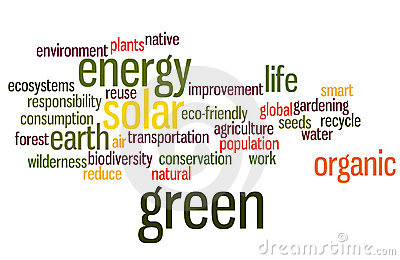 environment plants native
energy life
ecosystems reuse improvement smart
responsibility solar global gardening
consumption eco-friendly seeds recycle
forest earth air transportation agriculture water
population
wilderness biodiversity conservation work organic
reduce natural
green
dreamstime